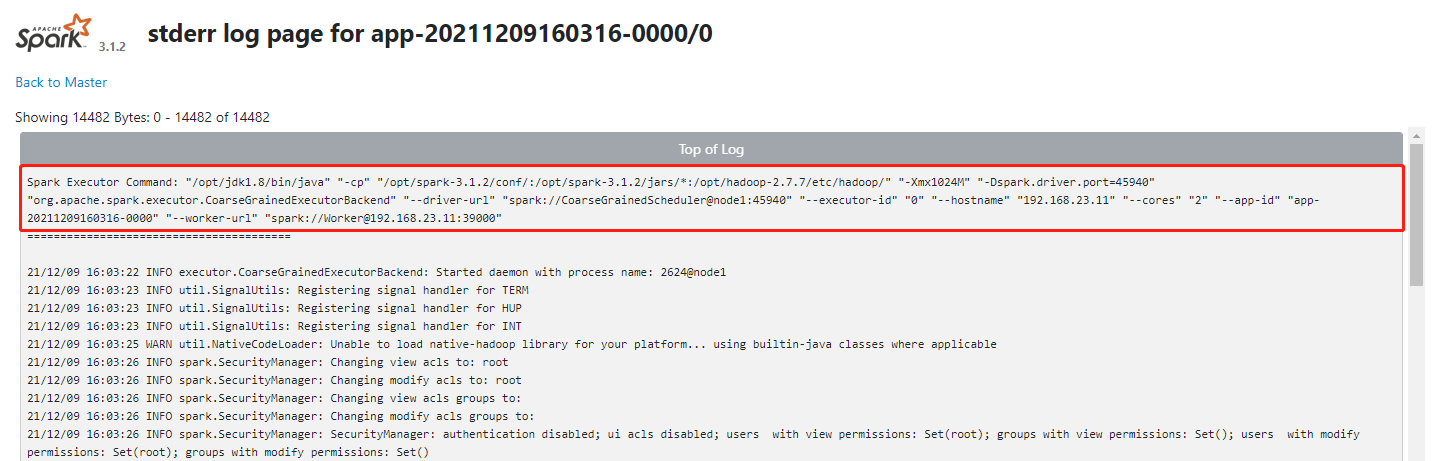 APACHE
Spark 3.1.2 stderr log page for app-20211209160316-0000/0
Back to Master
Showing 14482 Bytes: 0 - 14482 of 14482
Top of Log
Spark Executor Command: "/opt/jdk1.8/bin/java" "-cp" "/opt/spark-3.1.2/conf/:/opt/spark-3.1.2/jars/*:/opt/hadoop-2.7.7/etc/hadoop/" "-Xmx1024M" "-Dspark.driver.port=45940"
"org.apache.spark.executor.CoarseGrainedExecutorBackend" "--driver-url" "spark://CoarseGrainedScheduler@node1:45940" "--executor-id" "0" "--hostname" "192.168.23.11" "--cores" "2" "--app-id" "app-
20211209160316-0000" "--worker-url" "spark://Worker@192.168.23.11:39000"
========================================
21/12/09 16:03:22 INFO executor.CoarseGrainedExecutorBackend: Started daemon with process name: 2624@node1
21/12/09 16:03:23 INFO util.SignalUtils: Registering signal handler for TERM
21/12/09 16:03:23 INFO util.SignalUtils: Registering signal handler for HUP
21/12/09 16:03:23 INFO util.SignalUtils: Registering signal handler for INT
21/12/09 16:03:25 WARN util.NativeCodeLoader: Unable to load native-hadoop library for your platform... using builtin-java classes where applicable
21/12/09 16:03:26 INFO spark.SecurityManager: Changing view acls to: root
21/12/09 16:03:26 INFO spark.SecurityManager: Changing modify acls to: root
21/12/09 16:03:26 INFO spark.SecurityManager: Changing view acls groups to:
21/12/09 16:03:26 INFO spark.SecurityManager: Changing modify acls groups to:
21/12/09 16:03:26 INFO spark.SecurityManager: SecurityManager: authentication disabled; ui acls disabled; users  with view permissions: Set(root); groups with view permissions: Set(); users  with modify
permissions: Set(root); groups with modify permissions: Set()